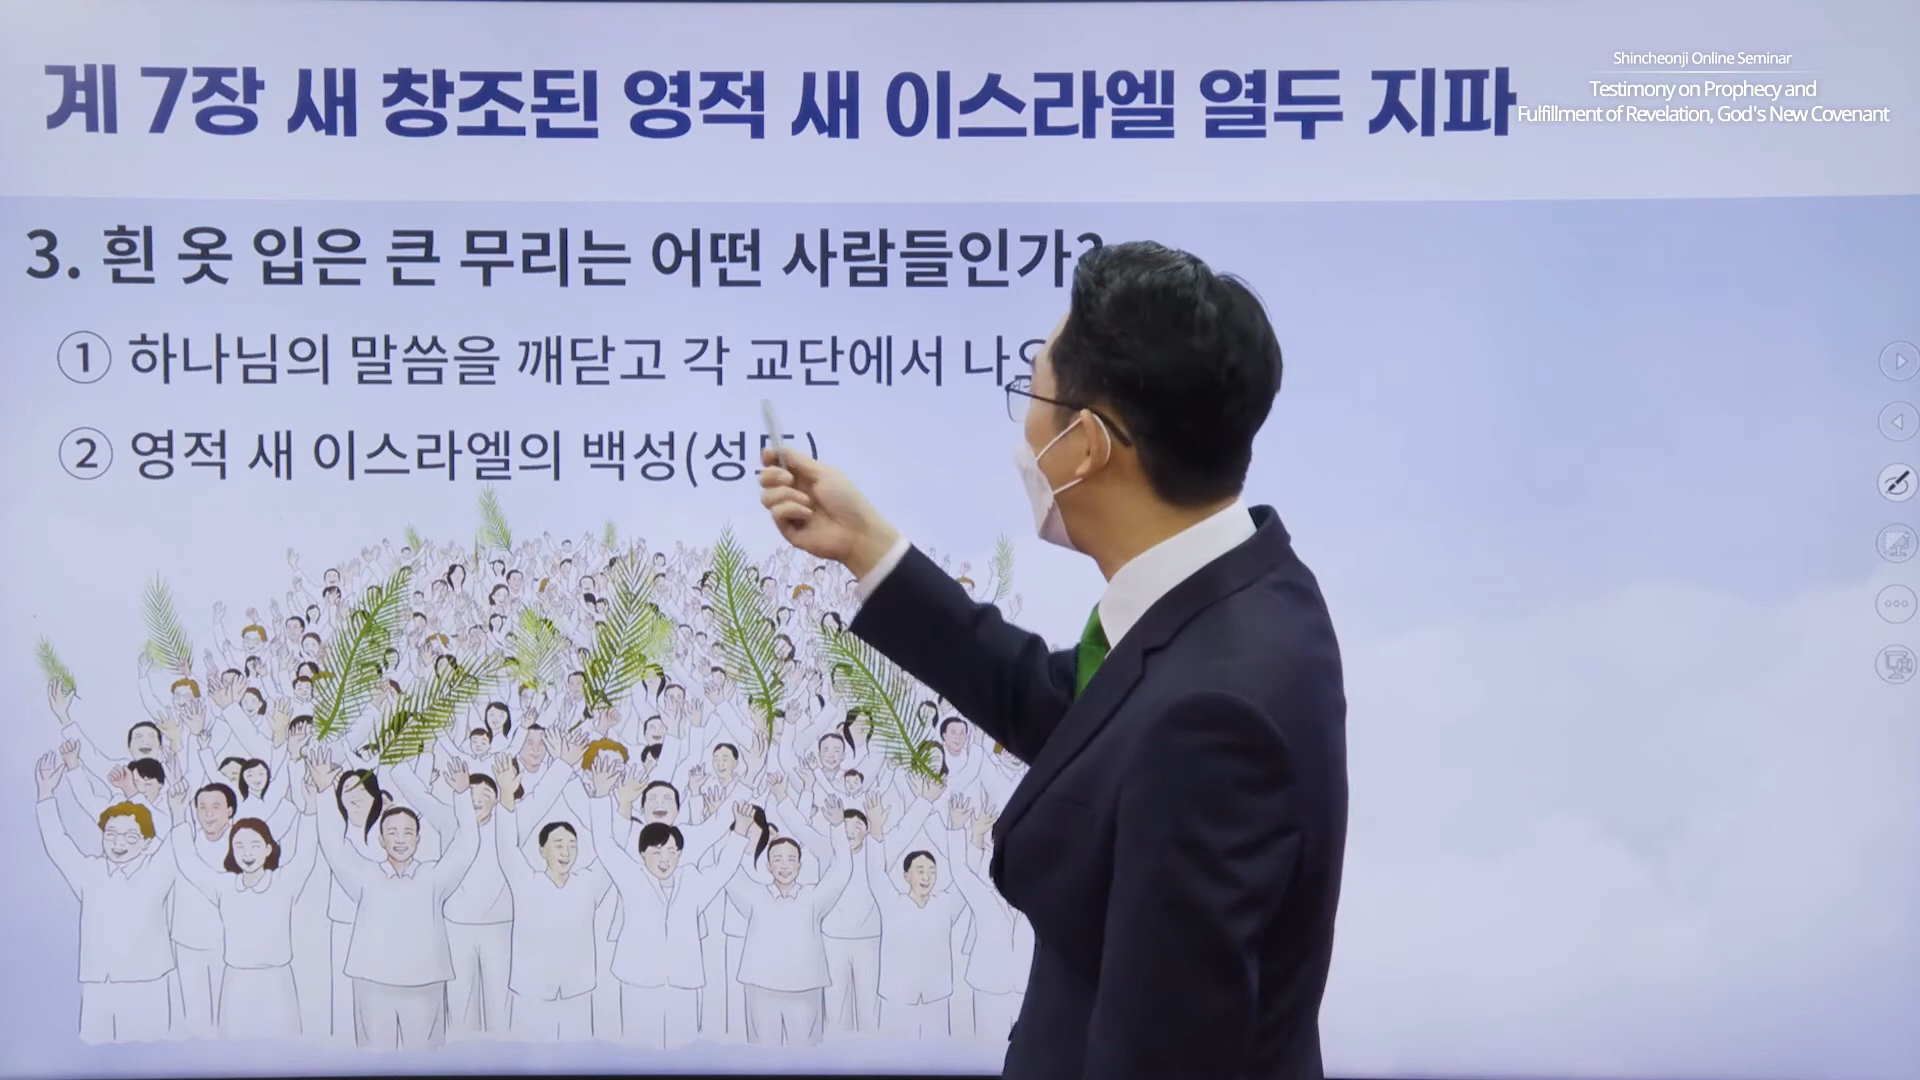 계 7장 새 창조된 영적 새 이스라엘 열두 지파
Shincheonji Online Seminar
Testimony on Prophecy and
Fulfillment of Revelation, God's New Covenant
3. 흰 옷 입은 큰 무리는 어떤 사람들인가?
① 하나님의 말씀을 깨닫고 각 교단에서
② 영적 새 이스라엘의 백성